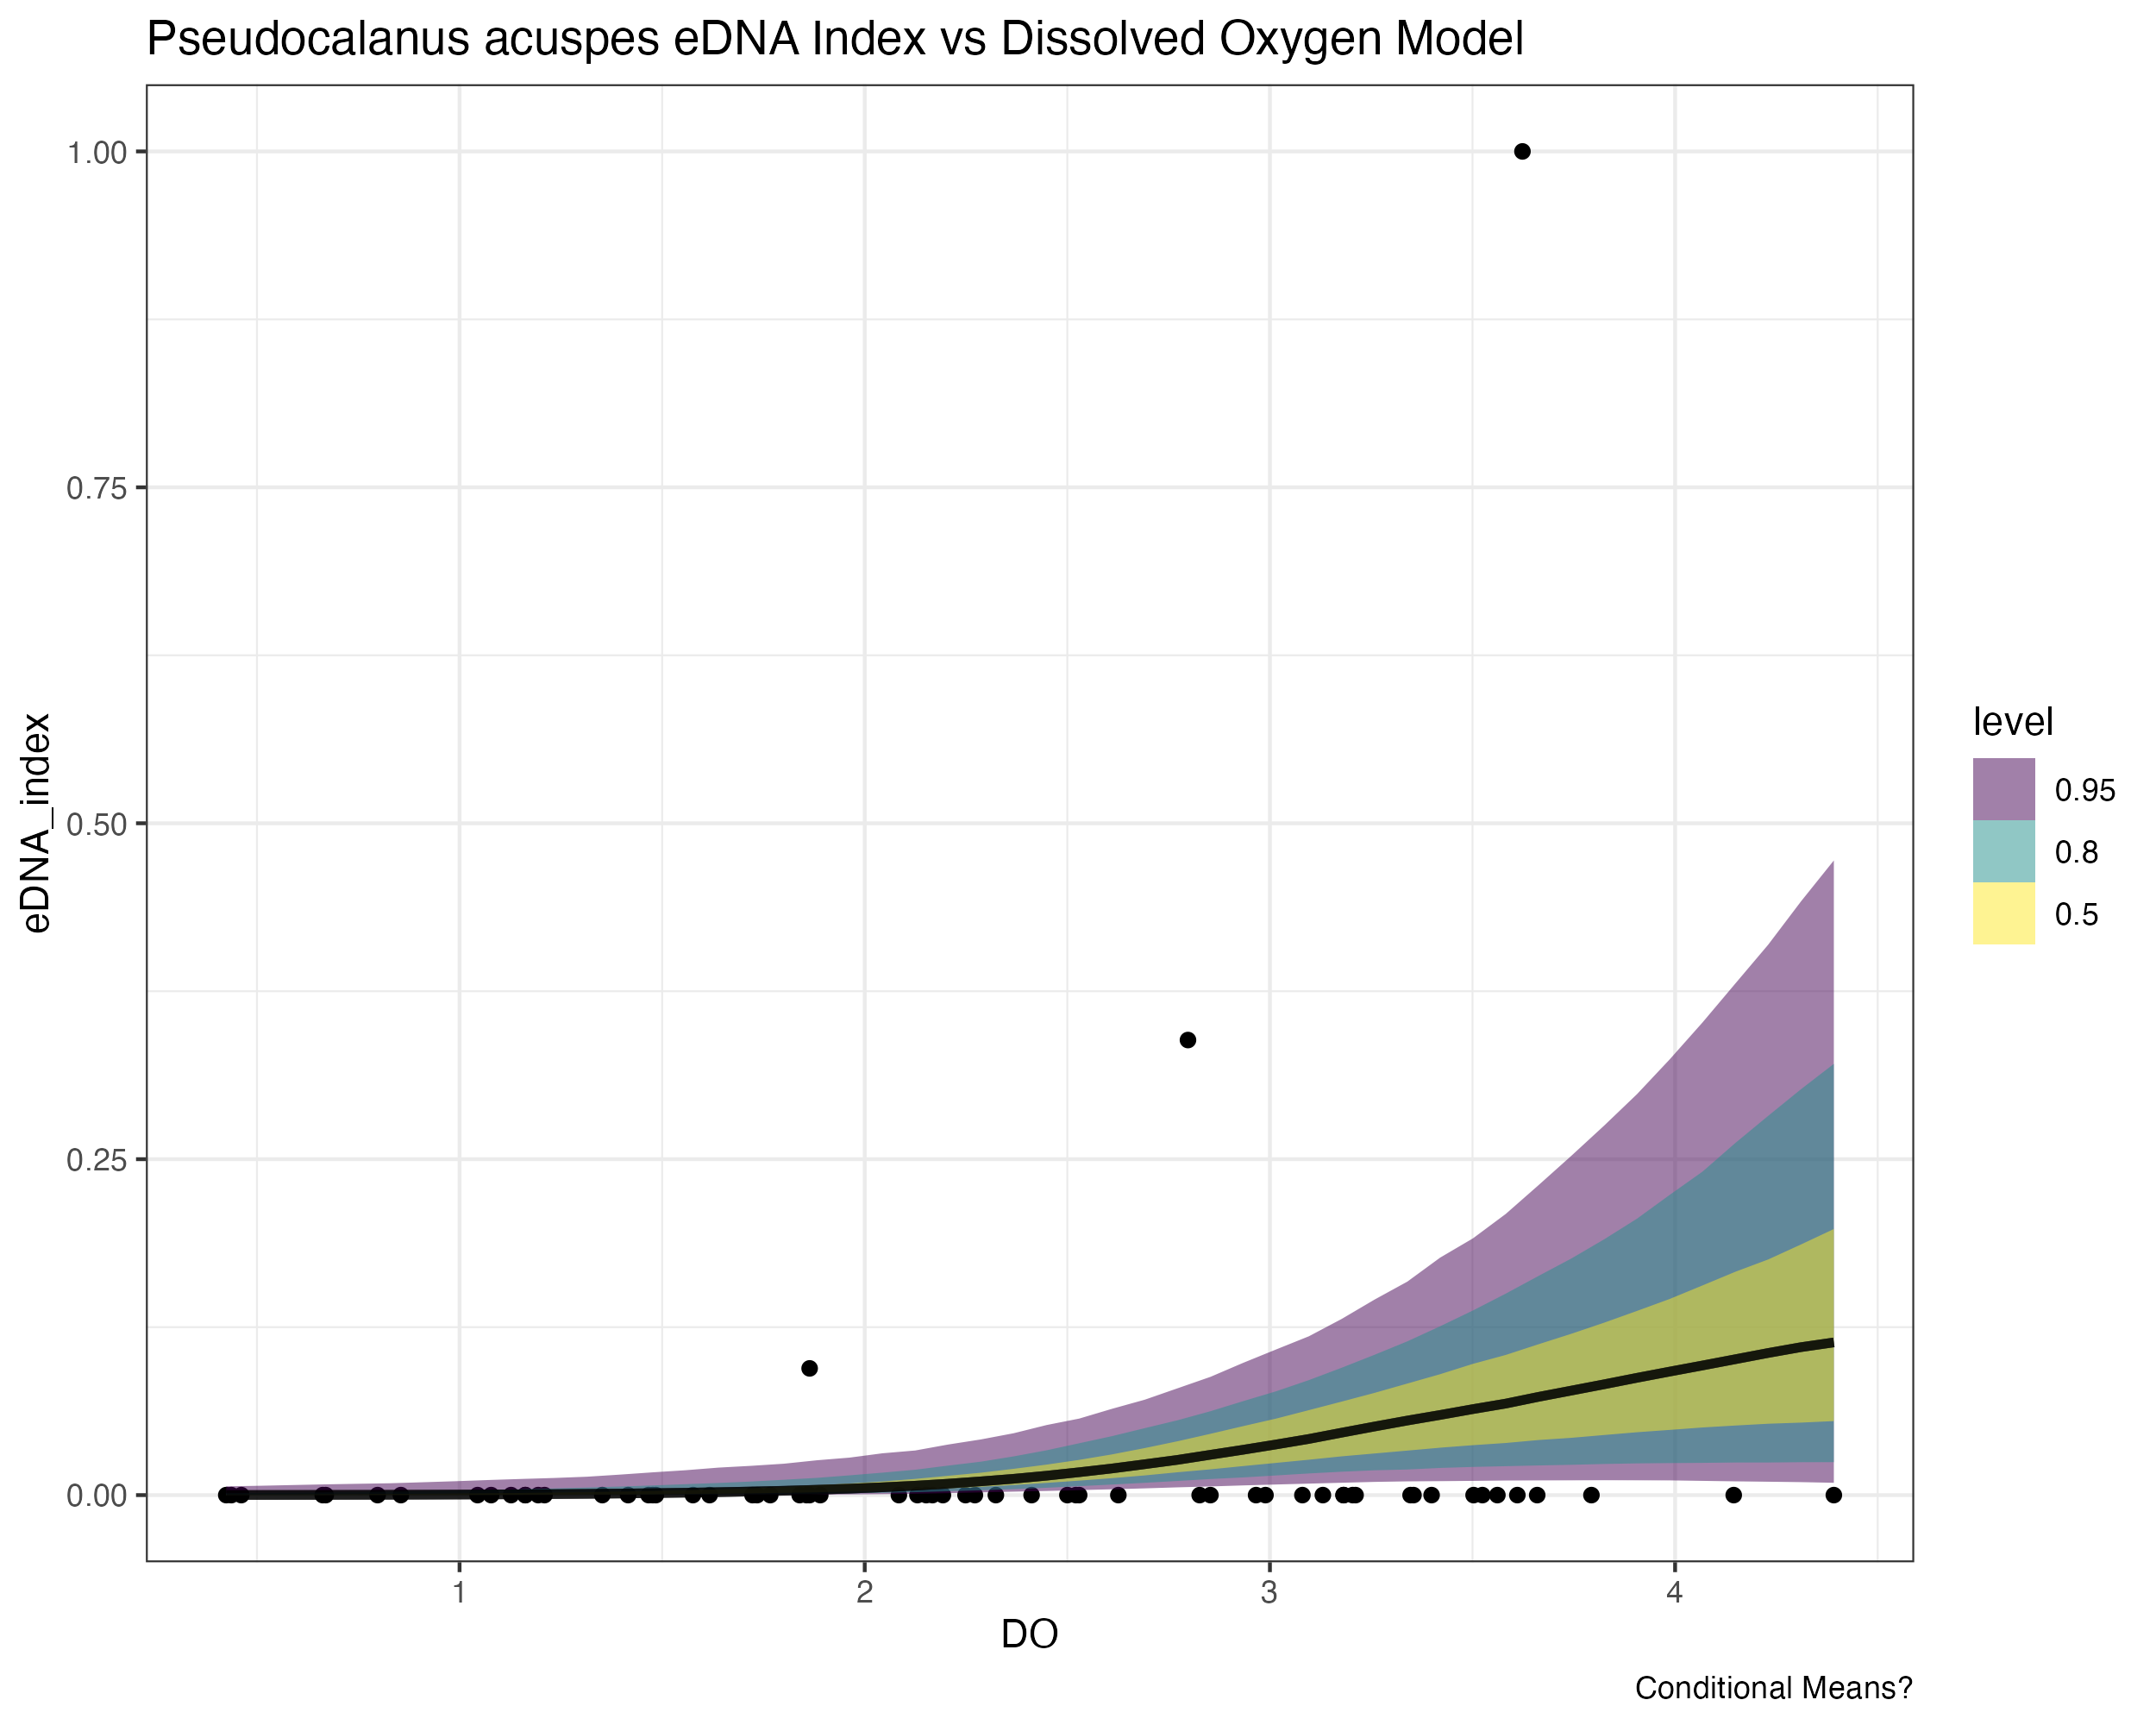 Pseudocalanus acuspes eDNA Index vs Dissolved Oxygen Model
1.00
0.75
0.50
0.25
0.00
eDNA_index
1 2 3 4
DO
level
0.95
0.8
0.5
Conditional Means?